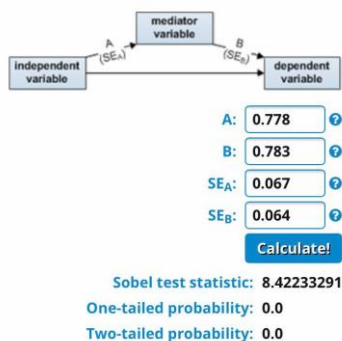 mediator
variable
A
(SEA)
B
(SEB)
independent
variable
dependent
variable
A: 0.778 ?
B: 0.783 ?
SEA: 0.067 ?
SEB: 0.064 ?
Calculate!
Sobel test statistic: 8.42233291
One-tailed probability: 0.0
Two-tailed probability: 0.0